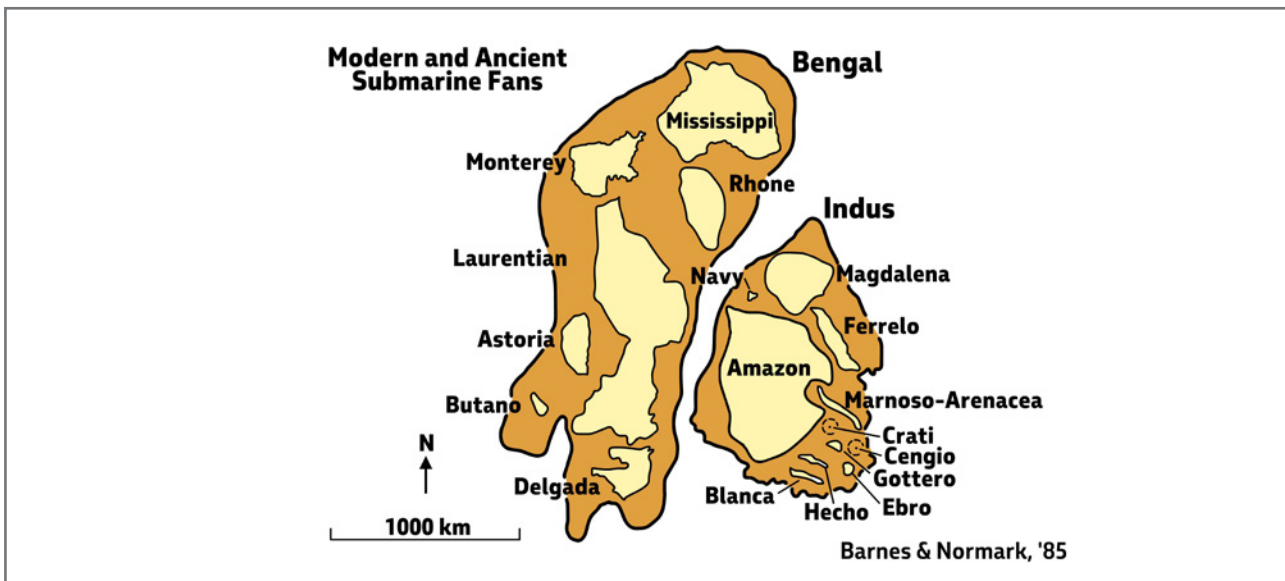 Modern and Ancient
Submarine Fans
Bengal
Mississippi
Monterey
Rhone
Indus
Laurentian
Navy
Magdalena
Ferrelo
Astoria
Amazon
Butano
Marnoso-Arenacea
Crati
N
Cengio
Gottero
Delgada
Blanca
Ebro
Hecho
1000 km
Barnes & Normark, '85